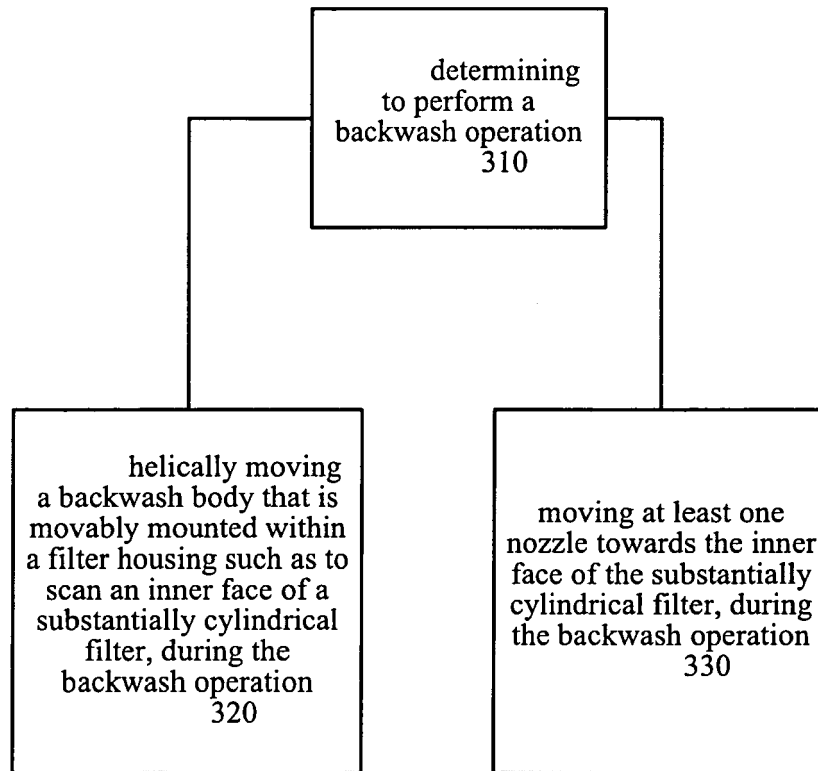 determining
to perform a
backwash operation
310
helically moving
a backwash body that is
movably mounted within
a filter housing such as to
scan an inner face of a
substantially cylindrical
filter, during the
backwash operation
320
moving at least one
nozzle towards the inner
face of the substantially
cylindrical filter, during
the backwash operation
330